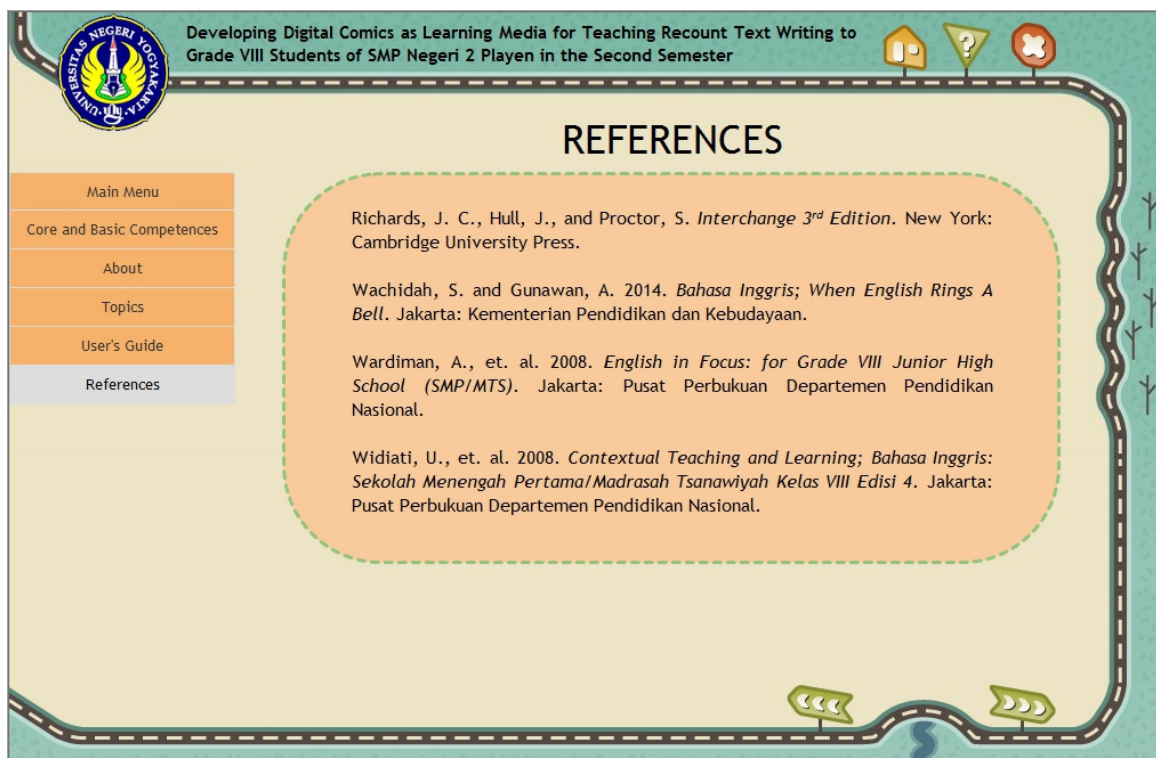 UNIVERSITAS NEGERI YOGYAKARTA
UNY
Developing Digital Comics as Learning Media for Teaching Recount Text Writing to
Grade VIII Students of SMP Negeri 2 Playen in the Second Semester
?
REFERENCES
Main Menu
Core and Basic Competences
About
Topics
User's Guide
References
Richards, J. C., Hull, J., and Proctor, S. Interchange 3rd Edition. New York:
Cambridge University Press.
Wachidah, S. and Gunawan, A. 2014. Bahasa Inggris; When English Rings A
Bell. Jakarta: Kementerian Pendidikan dan Kebudayaan.
Wardiman, A., et. al. 2008. English in Focus: for Grade VIII Junior High
School (SMP/MTS). Jakarta: Pusat Perbukuan Departemen Pendidikan
Nasional.
Widiati, U., et. al. 2008. Contextual Teaching and Learning; Bahasa Inggris:
Sekolah Menengah Pertama/Madrasah Tsanawiyah Kelas VIII Edisi 4. Jakarta:
Pusat Perbukuan Departemen Pendidikan Nasional.